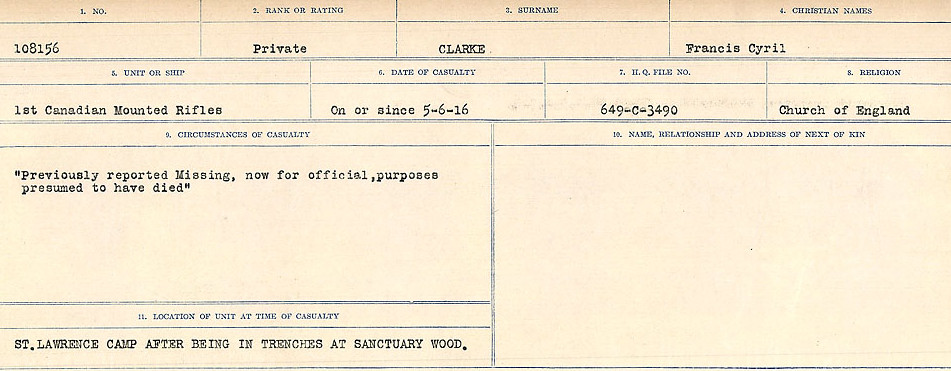 1. NO. 2. RANK OR RATING 3. SURNAME 4. CHRISTIAN NAMES
108156 Private CLARKE Francis Cyril
5. UNIT OR SHIP 6. DATE OF CASUALTY 7. H.Q. FILE NO. 8. RELIGION
1st Canadian Mounted Rifles On or since 5-6-16 649-C-3490 Church of England
9. CIRCUMSTANCES OF CASUALTY 10. NAME, RELATIONSHIP AND ADDRESS OF NEXT OF KIN
"Previously reported Missing, now for official,purposes
presumed to have died"
11. LOCATION OF UNIT AT TIME OF CASUALTY
ST.LAWRENCE CAMP AFTER BEING IN TRENCHES AT SANCTUARY WOOD.